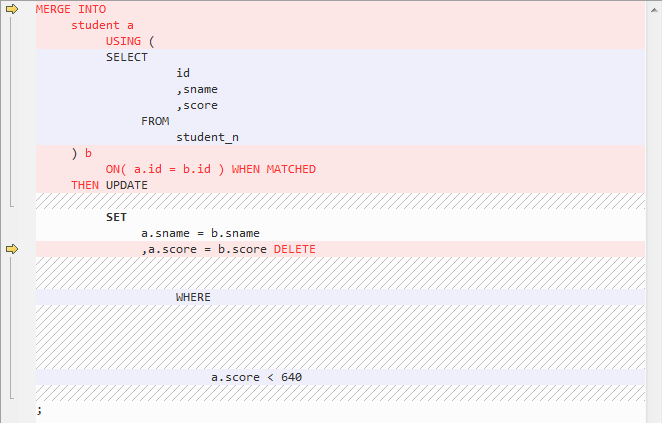 MERGE INTO
student a
USING (
SELECT
id
,sname
,score
FROM
student_n
) b
ON( a.id = b.id ) WHEN MATCHED
THEN UPDATE
SET
a.sname = b.sname
,a.score = b.score DELETE
WHERE
a.score < 640
;